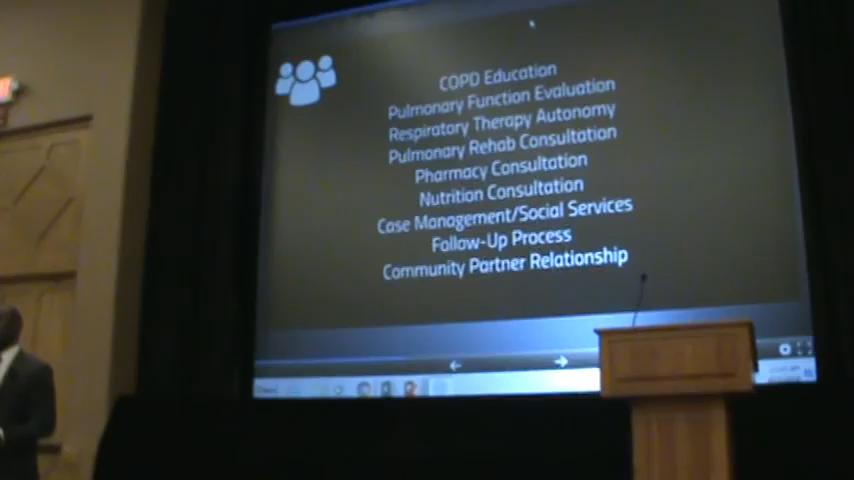 COPD Education
Pulmonary Function Evaluation
Respiratory Therapy Autonomy
Pulmonary Rehab Consultation
Pharmacy Consultation
Nutrition Consultation
Case Management/Social Services
Follow-Up Process
Community Partner Relationship